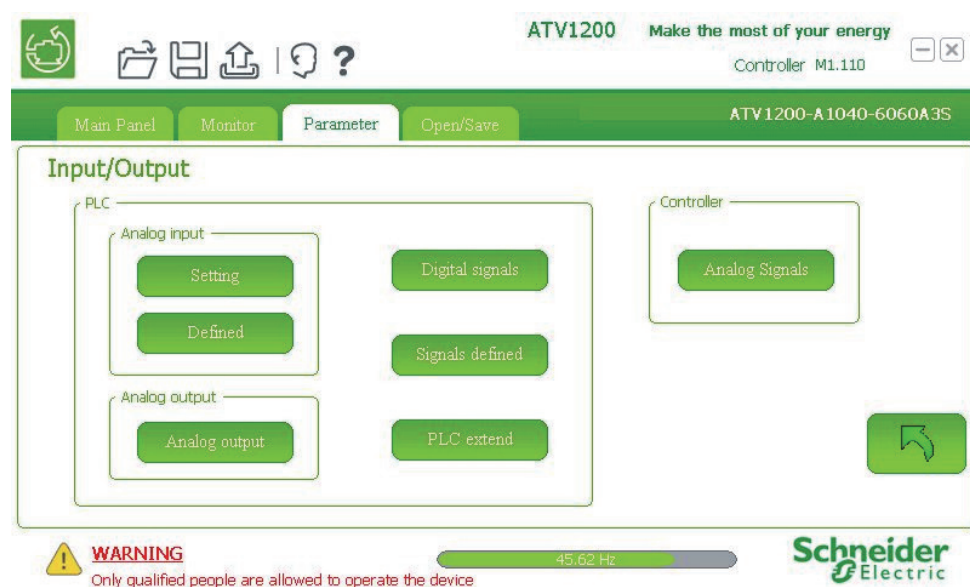 ATV1200 Make the most of your energy
?
Controller M1.110
Main Panel Monitor Parameter Open/Save ATV1200-A1040-6060A3S
Input/Output
PLC Controller
Analog input
Setting Digital signals Analog Signals
Defined
Signals defined
Analog output
Analog output PLC extend
WARNING 45.62 Hz Schneider
Only qualified people are allowed to operate the device Electric